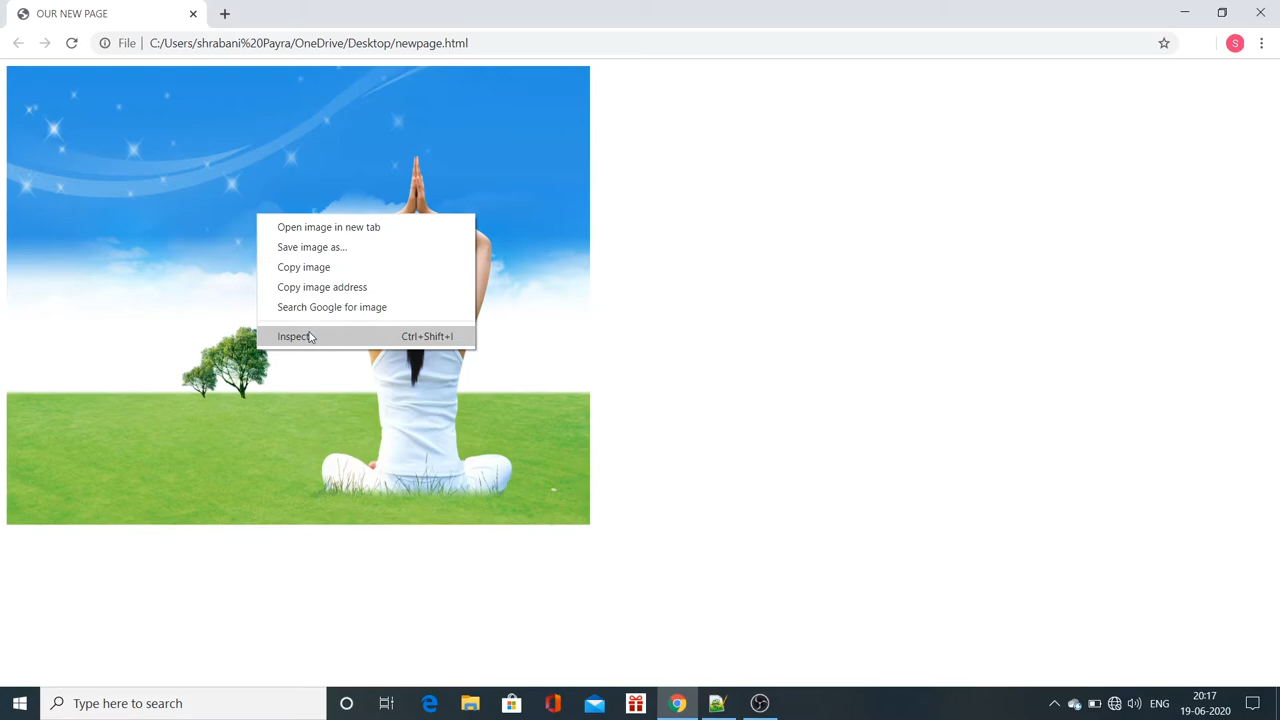 OUR NEW PAGE
File
C:/Users/shrabani%20Payra/OneDrive/Desktop/newpage.html
S
Open image in new tab
Save image as...
Copy image
Copy image address
Search Google for image
Inspect Ctrl+Shift+I
Type here to search
ENG
20:17
19-06-2020